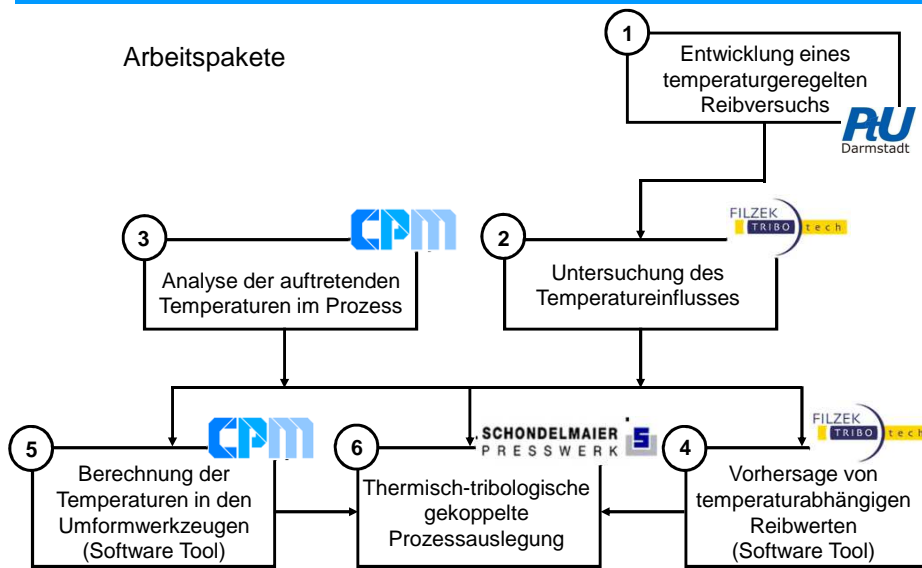 Arbeitspakete
1
Entwicklung eines
temperaturgeregelten
Reibversuchs
PtU
Darmstadt
3
CPM
Analyse der auftretenden
Temperaturen im Prozess
2
FILZEK
TRIBO tech
Untersuchung des
Temperatureinflusses
5
CPM
Berechnung der
Temperaturen in den
Umformwerkzeugen
(Software Tool)
6
SCHONDELMAIER
PRESSWERK
S
Thermisch-tribologische
gekoppelte
Prozessauslegung
4
FILZEK
TRIBO tech
Vorhersage von
temperaturabhängigen
Reibwerten
(Software Tool)